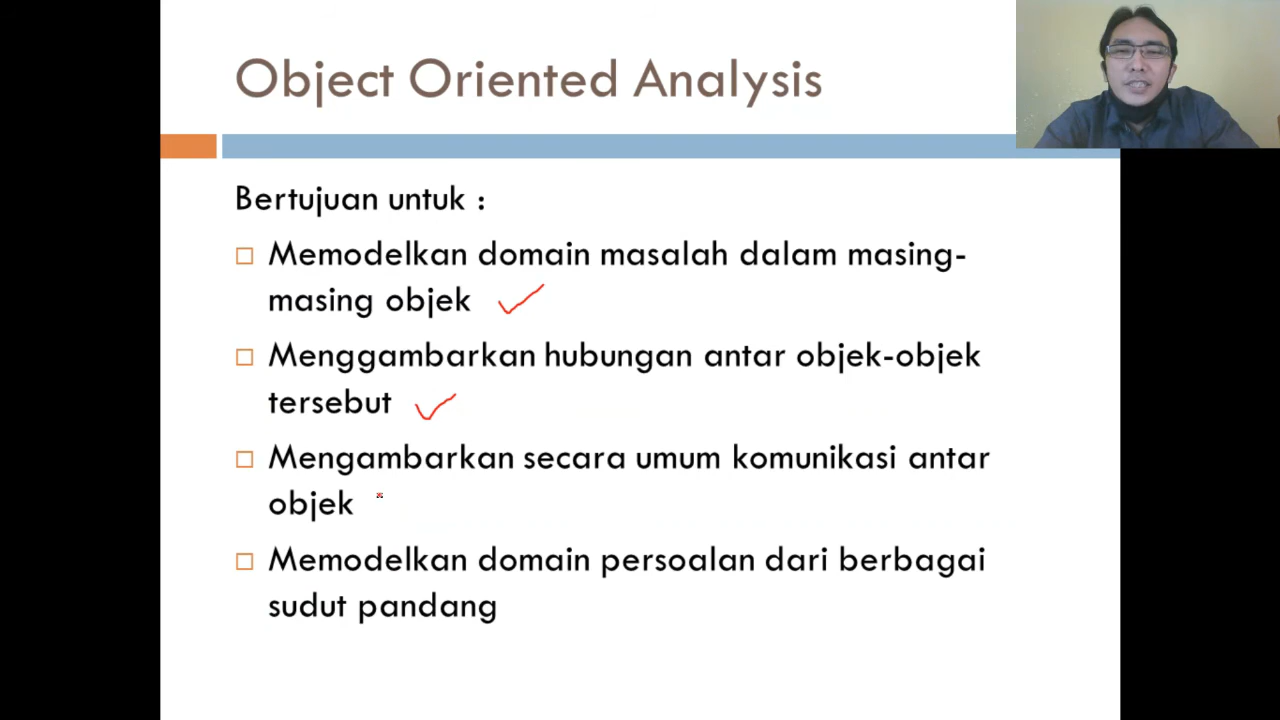 Object Oriented Analysis
Bertujuan untuk :
Memodelkan domain masalah dalam masing-
masing objek
Menggambarkan hubungan antar objek-objek
tersebut
Mengambarkan secara umum komunikasi antar
objek
Memodelkan domain persoalan dari berbagai
sudut pandang